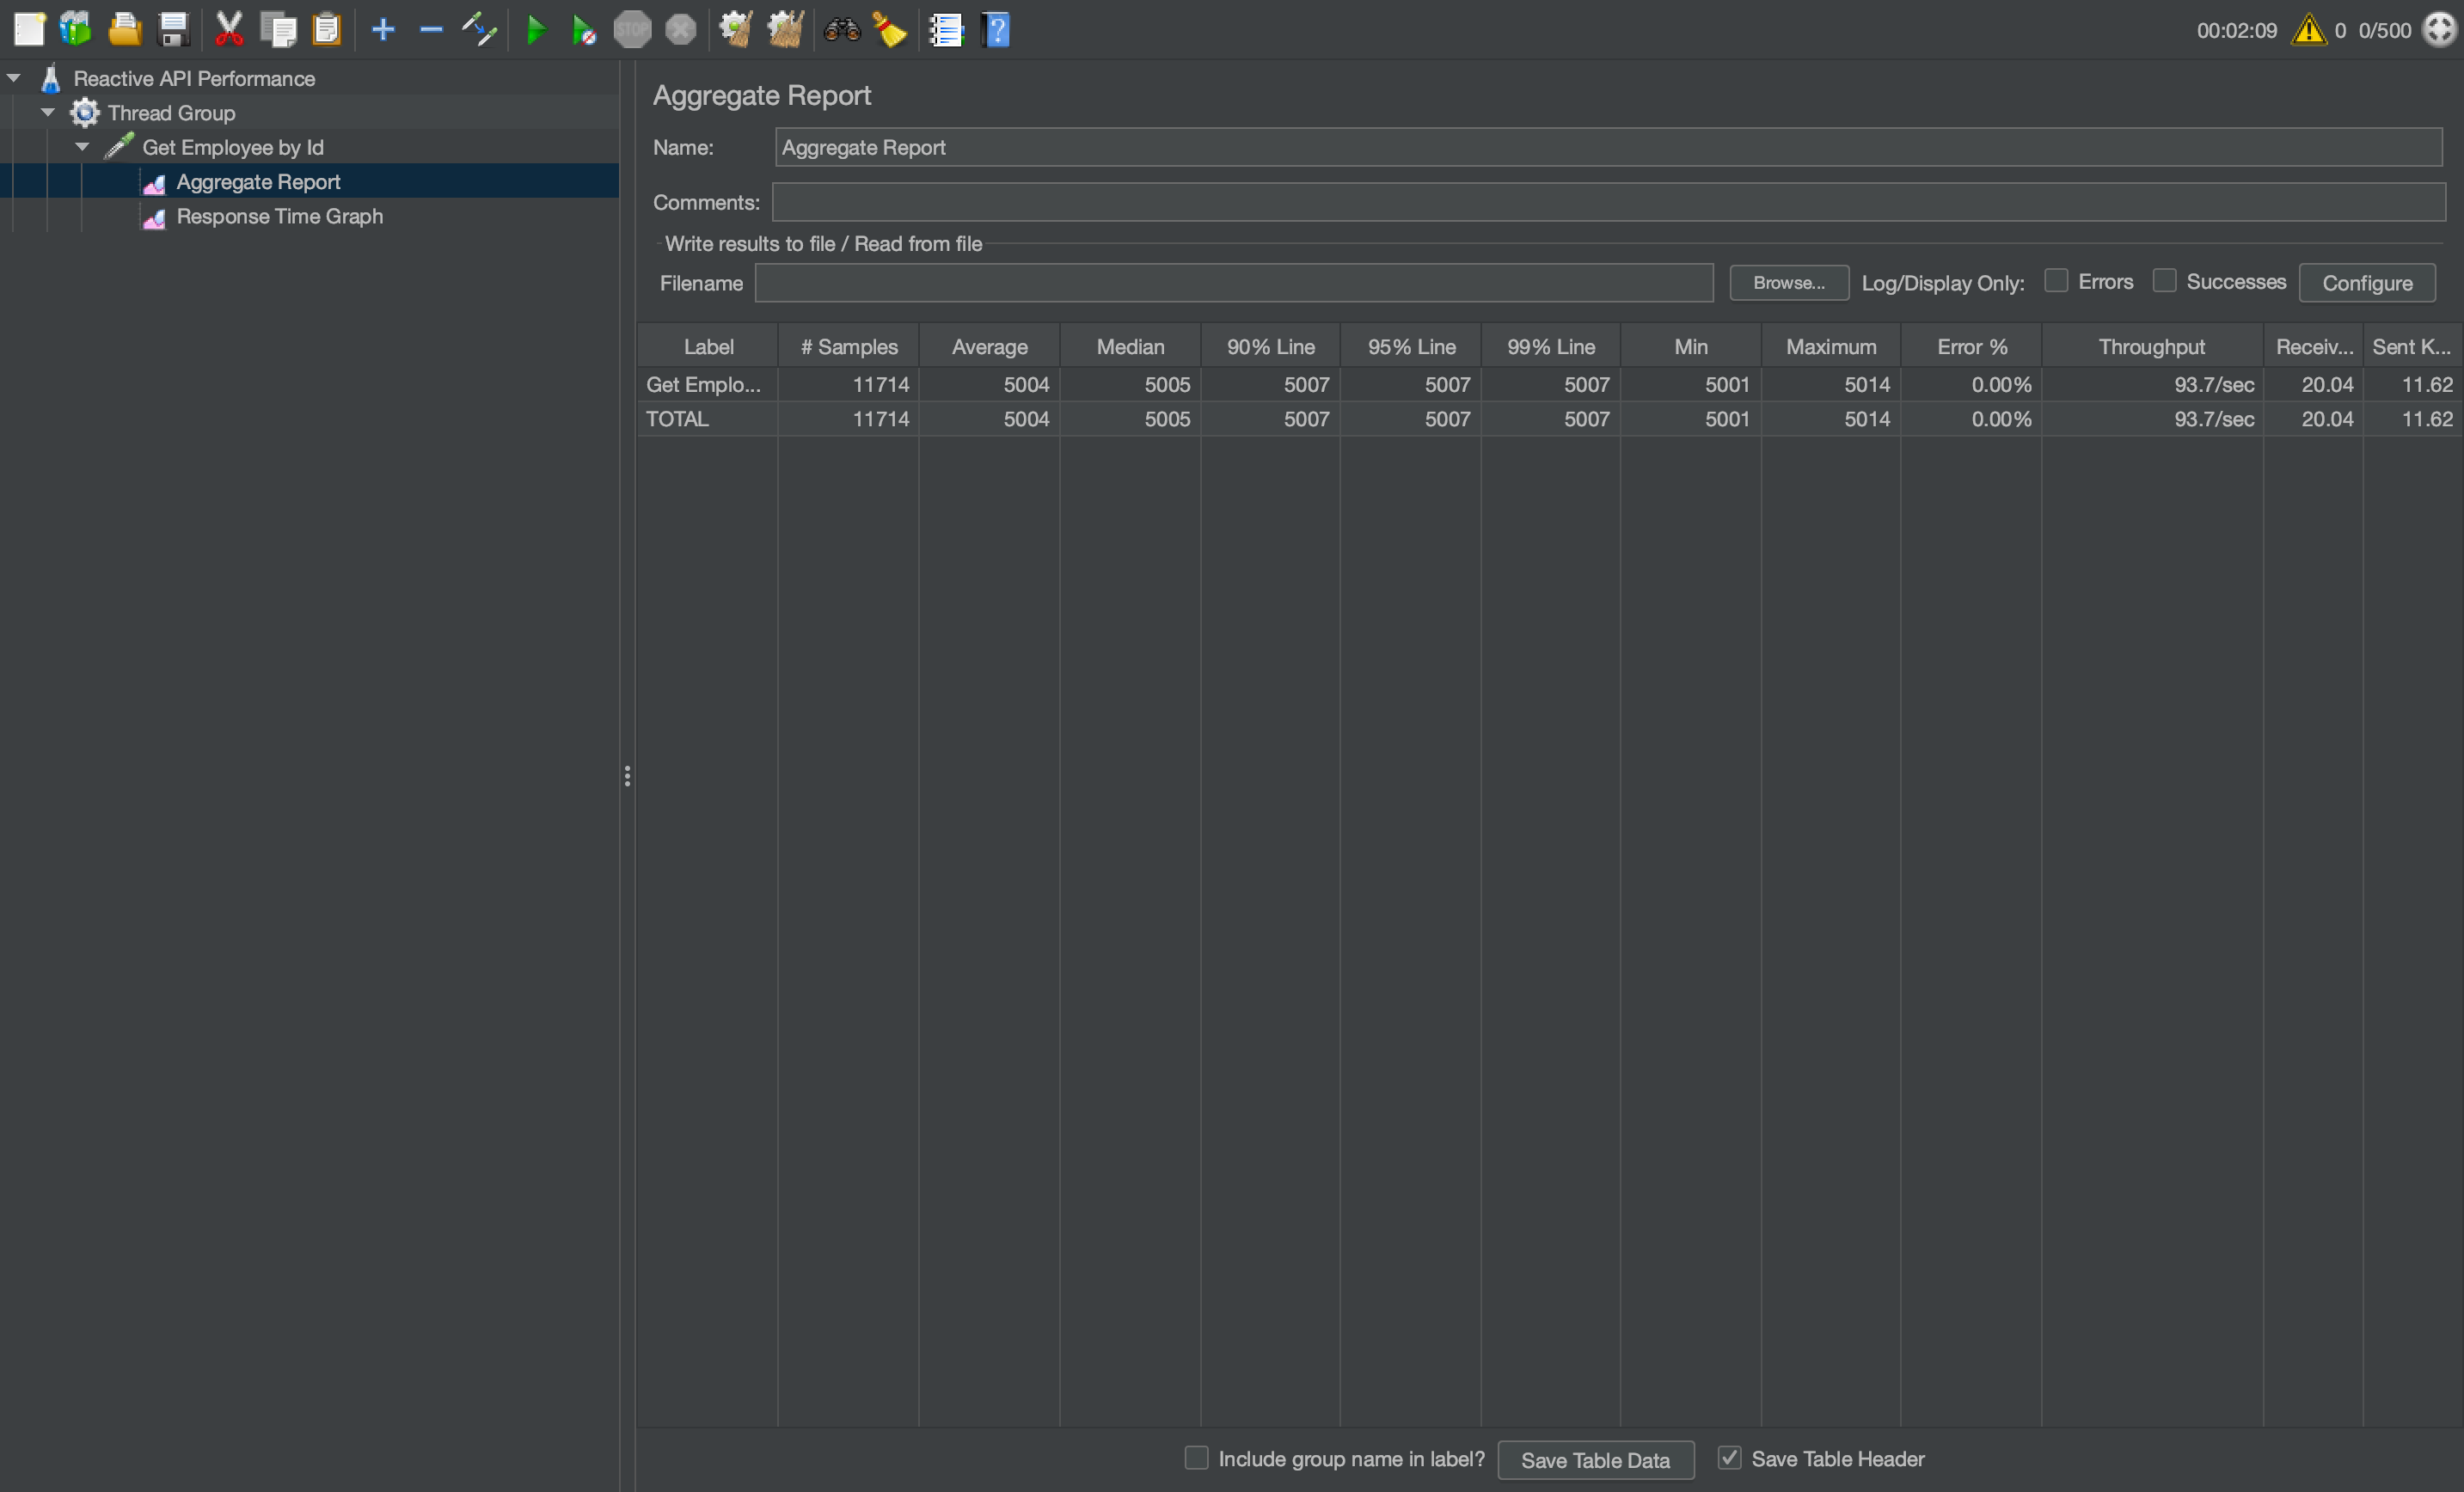 STOP
00:02:09 0 0/500
Reactive API Performance
Thread Group
Get Employee by Id
Aggregate Report
Response Time Graph
Aggregate Report
Name: Aggregate Report
Comments:
Write results to file / Read from file
Filename Browse... Log/Display Only: Errors Successes Configure
Label # Samples Average Median 90% Line 95% Line 99% Line Min Maximum Error % Throughput Receiv... Sent K...
Get Emplo... 11714 5004 5005 5007 5007 5007 5001 5014 0.00% 93.7/sec 20.04 11.62
TOTAL 11714 5004 5005 5007 5007 5007 5001 5014 0.00% 93.7/sec 20.04 11.62
Include group name in label? Save Table Data Save Table Header